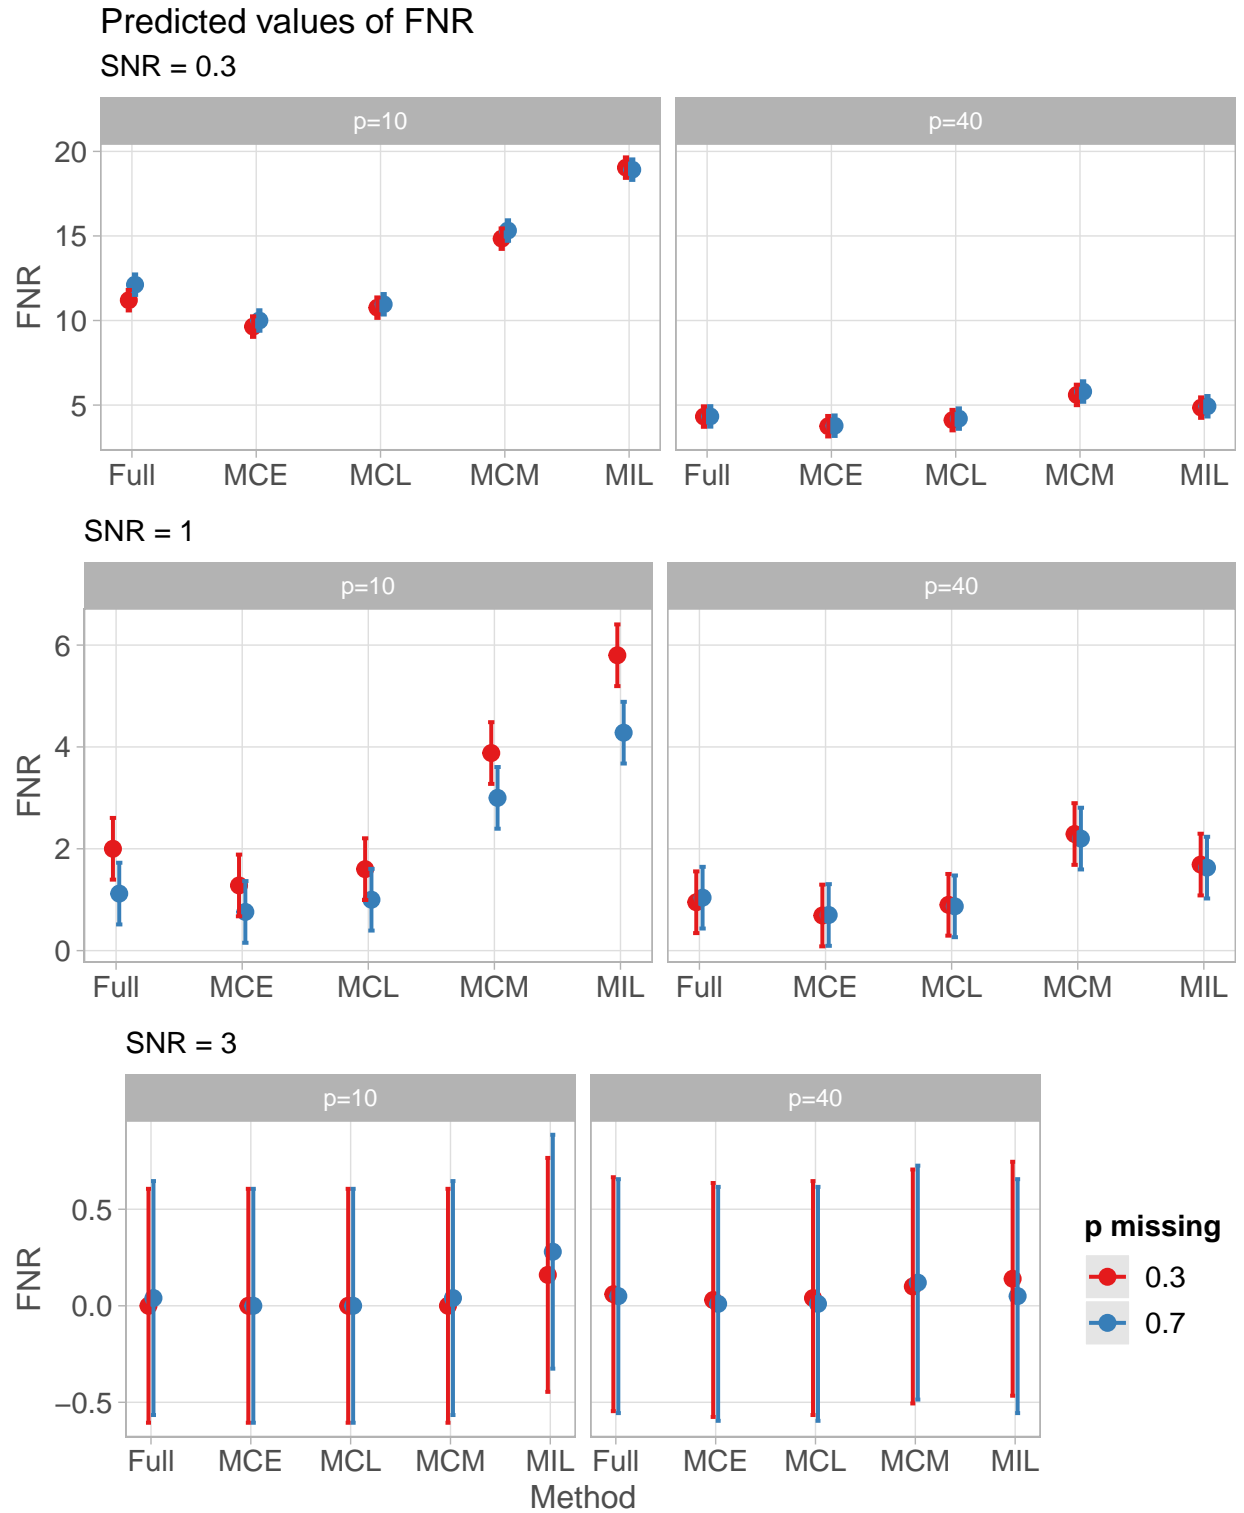 Predicted values of FNR
SNR = 0.3
p=10 p=40
FNR
20
15
10
5
Full MCE MCL MCM MIL Full MCE MCL MCM MIL
SNR = 1
p=10 p=40
FNR
6
4
2
0
Full MCE MCL MCM MIL Full MCE MCL MCM MIL
SNR = 3
p=10 p=40
FNR
0.5
0.0
−0.5
Full MCE MCL MCM MIL Full MCE MCL MCM MIL
Method
p missing
0.3
0.7